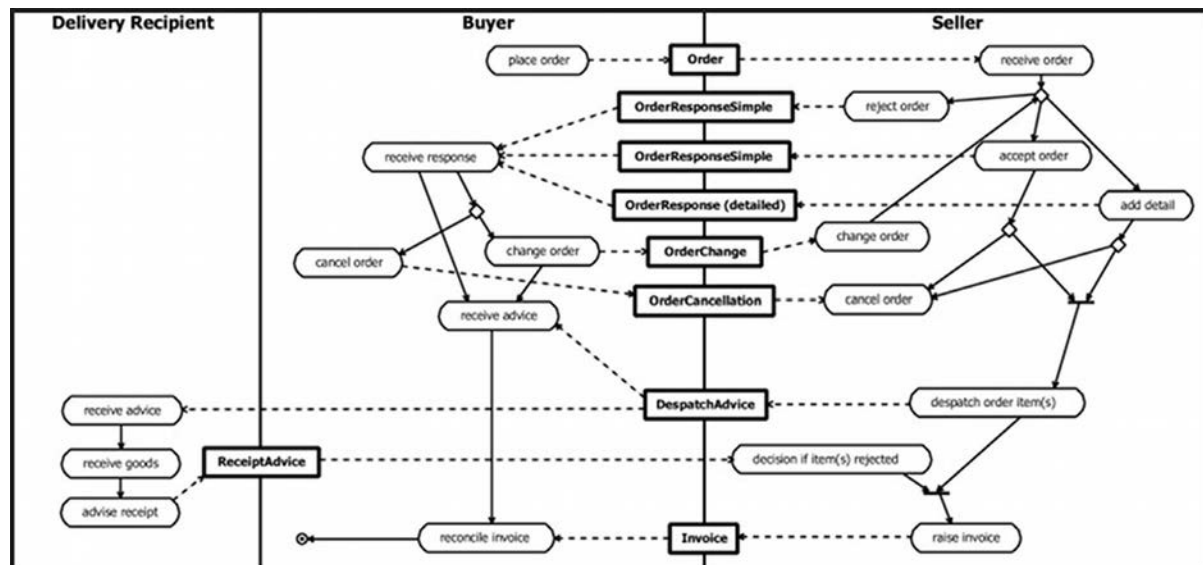 Delivery Recipient
Buyer
Seller
place order
Order
receive order
OrderResponseSimple
reject order
receive response
OrderResponseSimple
accept order
OrderResponse (detailed)
add detail
change order
OrderChange
change order
cancel order
OrderCancellation
cancel order
receive advice
receive advice
DespatchAdvice
despatch order item(s)
receive goods
ReceiptAdvice
decision if item(s) rejected
advise receipt
reconcile invoice
Invoice
raise invoice